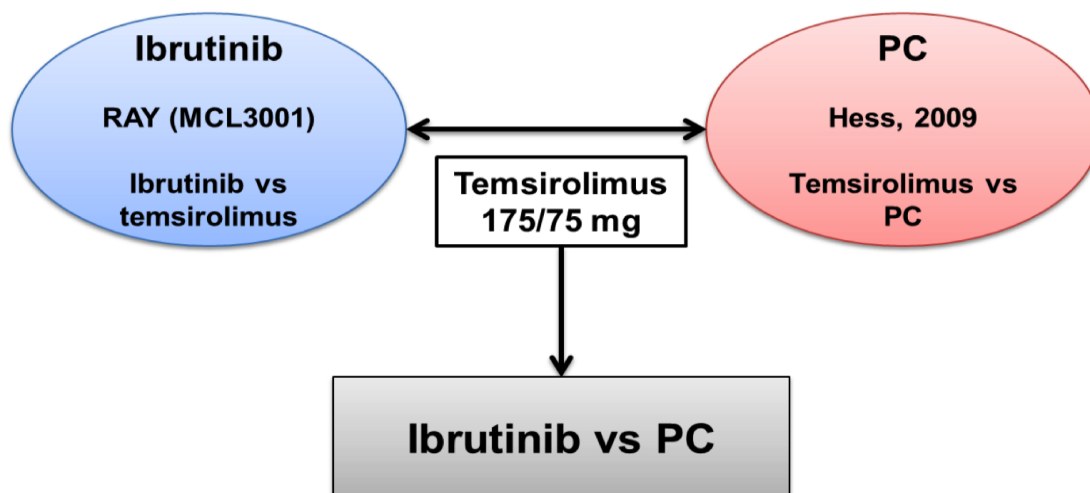 Ibrutinib
RAY (MCL3001)
Ibrutinib vs
temsirolimus
PC
Hess, 2009
Temsirolimus vs
PC
Temsirolimus
175/75 mg
Ibrutinib vs PC